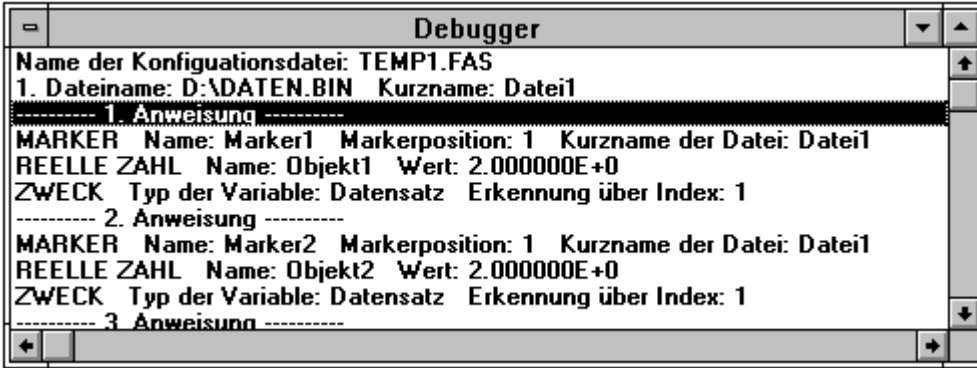 Debugger
Name der Konfiguationsdatei: TEMP1.FAS
1. Dateiname: D:\DATEN.BIN   Kurzname: Datei1
---------- 1. Anweisung ----------
MARKER   Name: Marker1   Markerposition: 1   Kurzname der Datei: Datei1
REELLE ZAHL   Name: Objekt1   Wert: 2.000000E+0
ZWECK   Typ der Variable: Datensatz   Erkennung über Index: 1
---------- 2. Anweisung ----------
MARKER   Name: Marker2   Markerposition: 1   Kurzname der Datei: Datei1
REELLE ZAHL   Name: Objekt2   Wert: 2.000000E+0
ZWECK   Typ der Variable: Datensatz   Erkennung über Index: 1
---------- 3. Anweisung ----------